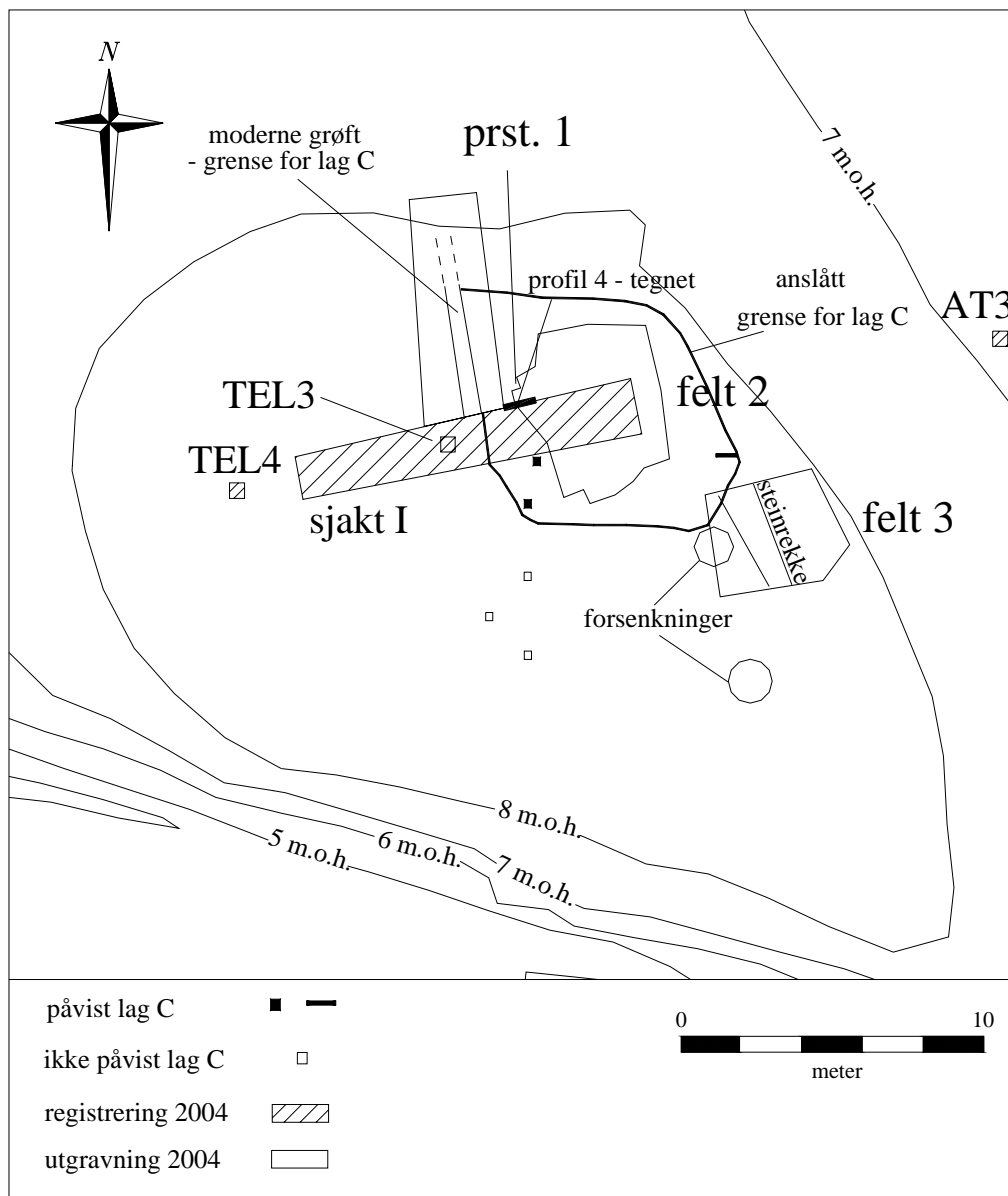 N
moderne grøft
- grense for lag C
prst. 1
7 m.o.h.
profil 4 - tegnet
anslått
grense for lag C
AT3
TEL3
felt 2
TEL4
sjakt I
steinrekke
felt 3
forsenkninger
8 m.o.h.
5 m.o.h.
6 m.o.h.
7 m.o.h.
påvist lag C
ikke påvist lag C
registrering 2004
utgravning 2004
0 10
meter